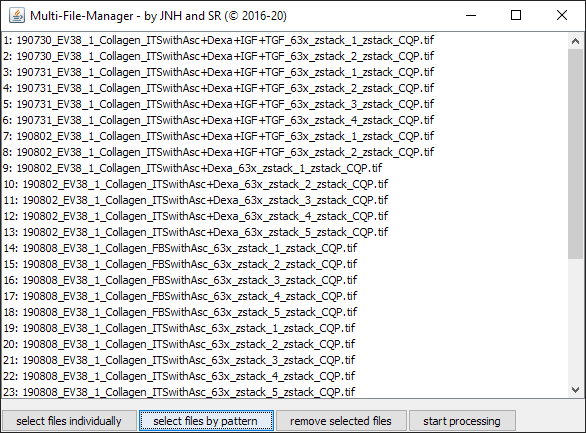 Multi-File-Manager - by JNH and SR (© 2016-20)
1: 190730_EV38_1_Collagen_ITSwithAsc+Dexa+IGF+TGF_63x_zstack_1_zstack_CQP.tif
2: 190730_EV38_1_Collagen_ITSwithAsc+Dexa+IGF+TGF_63x_zstack_2_zstack_CQP.tif
3: 190731_EV38_1_Collagen_ITSwithAsc+Dexa+IGF+TGF_63x_zstack_1_zstack_CQP.tif
4: 190731_EV38_1_Collagen_ITSwithAsc+Dexa+IGF+TGF_63x_zstack_2_zstack_CQP.tif
5: 190731_EV38_1_Collagen_ITSwithAsc+Dexa+IGF+TGF_63x_zstack_3_zstack_CQP.tif
6: 190731_EV38_1_Collagen_ITSwithAsc+Dexa+IGF+TGF_63x_zstack_4_zstack_CQP.tif
7: 190802_EV38_1_Collagen_ITSwithAsc+Dexa+IGF+TGF_63x_zstack_1_zstack_CQP.tif
8: 190802_EV38_1_Collagen_ITSwithAsc+Dexa+IGF+TGF_63x_zstack_2_zstack_CQP.tif
9: 190802_EV38_1_Collagen_ITSwithAsc+Dexa_63x_zstack_1_zstack_CQP.tif
10: 190802_EV38_1_Collagen_ITSwithAsc+Dexa_63x_zstack_2_zstack_CQP.tif
11: 190802_EV38_1_Collagen_ITSwithAsc+Dexa_63x_zstack_3_zstack_CQP.tif
12: 190802_EV38_1_Collagen_ITSwithAsc+Dexa_63x_zstack_4_zstack_CQP.tif
13: 190802_EV38_1_Collagen_ITSwithAsc+Dexa_63x_zstack_5_zstack_CQP.tif
14: 190808_EV38_1_Collagen_FBSwithAsc_63x_zstack_1_zstack_CQP.tif
15: 190808_EV38_1_Collagen_FBSwithAsc_63x_zstack_2_zstack_CQP.tif
16: 190808_EV38_1_Collagen_FBSwithAsc_63x_zstack_3_zstack_CQP.tif
17: 190808_EV38_1_Collagen_FBSwithAsc_63x_zstack_4_zstack_CQP.tif
18: 190808_EV38_1_Collagen_FBSwithAsc_63x_zstack_5_zstack_CQP.tif
19: 190808_EV38_1_Collagen_ITSwithAsc_63x_zstack_1_zstack_CQP.tif
20: 190808_EV38_1_Collagen_ITSwithAsc_63x_zstack_2_zstack_CQP.tif
21: 190808_EV38_1_Collagen_ITSwithAsc_63x_zstack_3_zstack_CQP.tif
22: 190808_EV38_1_Collagen_ITSwithAsc_63x_zstack_4_zstack_CQP.tif
23: 190808_EV38_1_Collagen_ITSwithAsc_63x_zstack_5_zstack_CQP.tif
select files individually select files by pattern remove selected files start processing